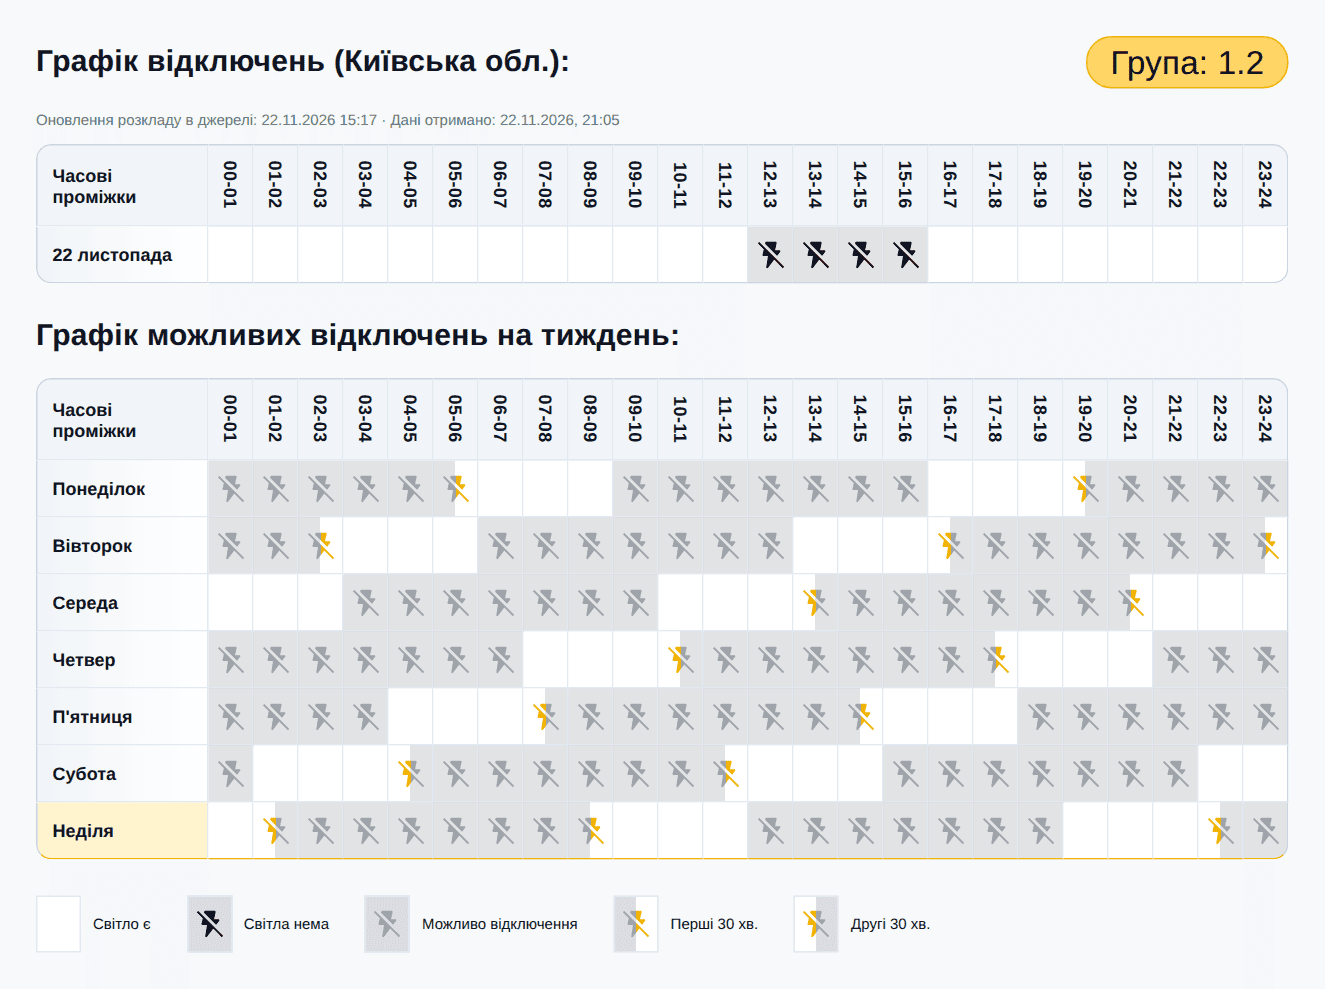 Графік відключень (Київська обл.):
Група: 1.2
Оновлення розкладу в джерелі: 22.11.2026 15:17 · Дані отримано: 22.11.2026, 21:05
Часові
проміжки
00-01 01-02 02-03 03-04 04-05 05-06 06-07 07-08 08-09 09-10 10-11 11-12 12-13 13-14 14-15 15-16 16-17 17-18 18-19 19-20 20-21 21-22 22-23 23-24
22 листопада
Графік можливих відключень на тиждень:
Часові
проміжки
00-01 01-02 02-03 03-04 04-05 05-06 06-07 07-08 08-09 09-10 10-11 11-12 12-13 13-14 14-15 15-16 16-17 17-18 18-19 19-20 20-21 21-22 22-23 23-24
Понеділок
Вівторок
Середа
Четвер
П'ятниця
Субота
Неділя
Світло є
Світла нема
Можливо відключення
Перші 30 хв.
Другі 30 хв.